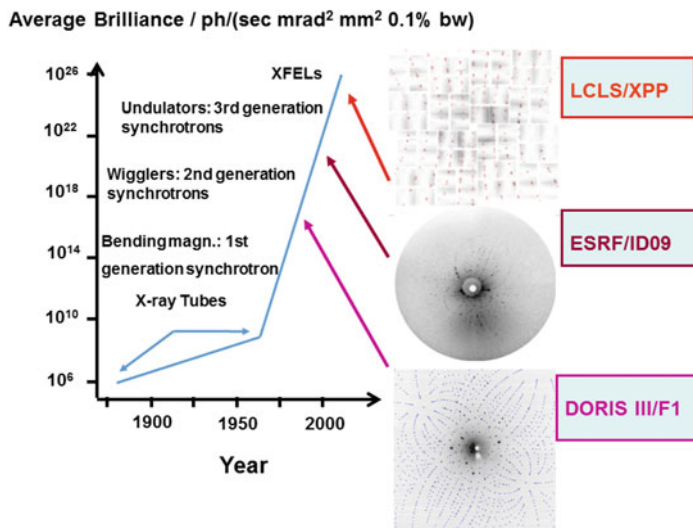 Average Brilliance / ph/(sec mrad² mm² 0.1% bw)
10²⁶
10²²
10¹⁸
10¹⁴
10¹⁰
10⁶
XFELs
Undulators: 3rd generation
synchrotrons
Wigglers: 2nd generation
synchrotrons
Bending magn.: 1st
generation synchrotron
X-ray Tubes
1900
1950
2000
Year
LCLS/XPP
ESRF/ID09
DORIS III/F1